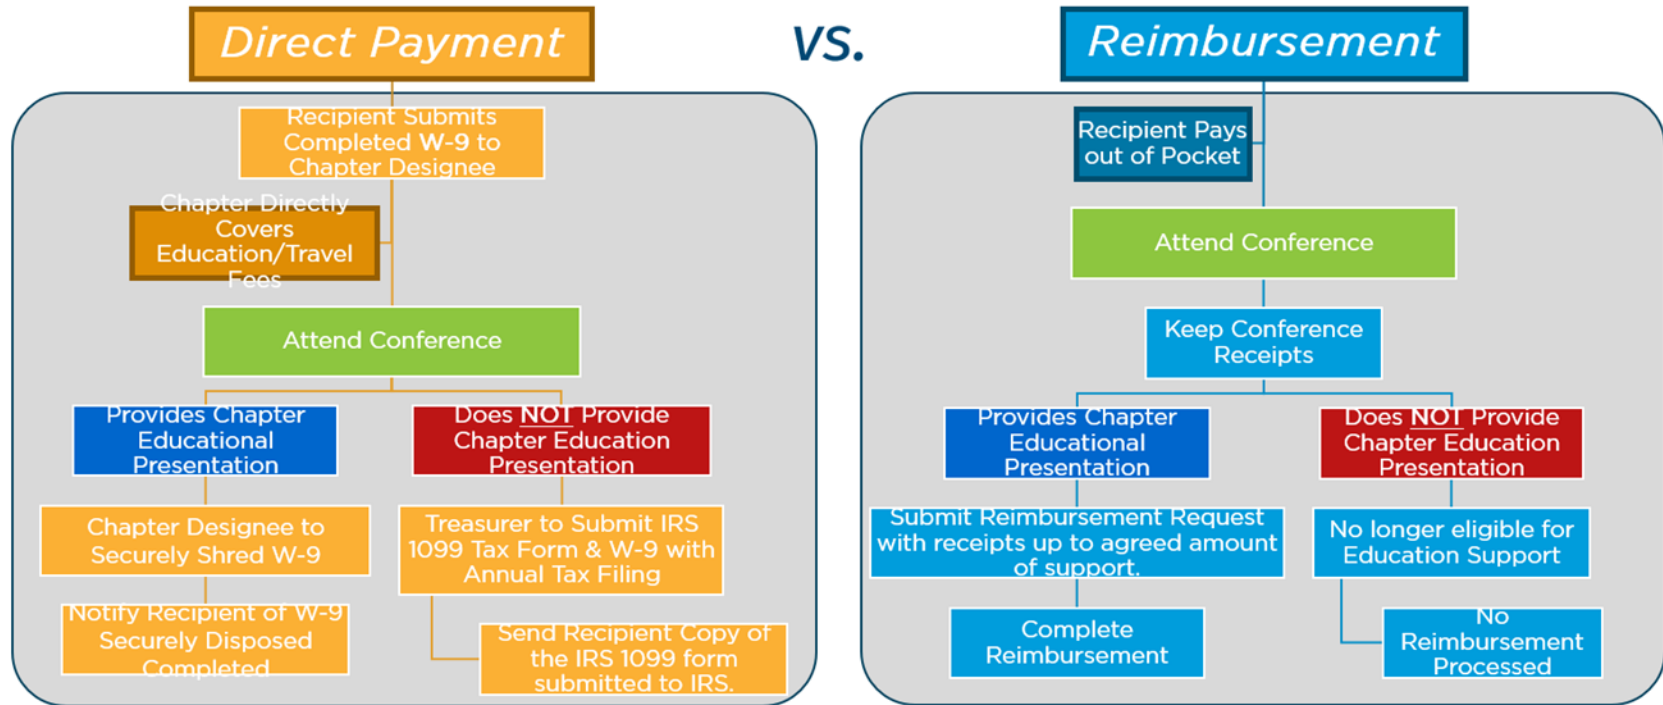 Direct Payment
vs.
Reimbursement
Recipient Submits
Completed W-9 to
Chapter Designee
Chapter Directly
Covers
Education/Travel
Fees
Attend Conference
Provides Chapter
Educational
Presentation
Does NOT Provide
Chapter Education
Presentation
Chapter Designee to
Securely Shred W-9
Treasurer to Submit IRS
1099 Tax Form & W-9 with
Annual Tax Filing
Notify Recipient of W-9
Securely Disposed
Completed
Send Recipient Copy of
the IRS 1099 form
submitted to IRS.
Recipient Pays
out of Pocket
Attend Conference
Keep Conference
Receipts
Provides Chapter
Educational
Presentation
Does NOT Provide
Chapter Education
Presentation
Submit Reimbursement Request
with receipts up to agreed amount
of support.
No longer eligible for
Education Support
Complete
Reimbursement
No
Reimbursement
Processed